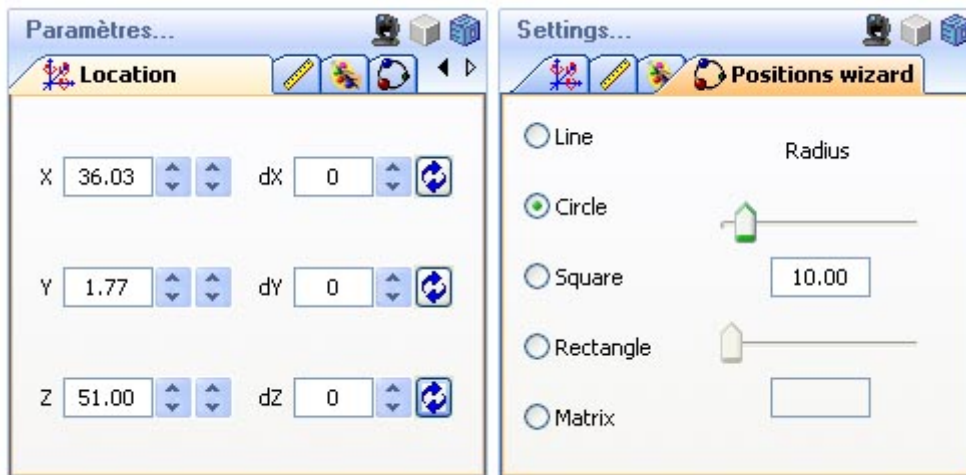 Paramètres...
Location
X 36.03 dX 0
Y 1.77 dY 0
Z 51.00 dZ 0
Settings...
Positions wizard
Line
Radius
Circle
Square
10.00
Rectangle
Matrix